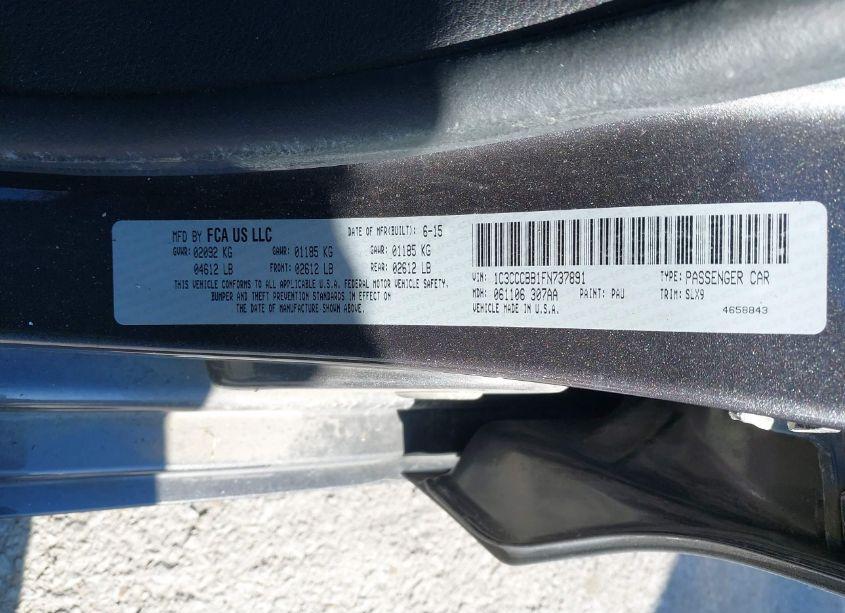 MFD BY FCA US LLC DATE OF MFR(BUILT): 6-15
GVWR: 02092 KG GAWR: 01185 KG GAWR: 01185 KG
04612 LB FRONT: 02612 LB REAR: 02612 LB
THIS VEHICLE CONFORMS TO ALL APPLICABLE U.S.A. FEDERAL MOTOR VEHICLE SAFETY,
BUMPER AND THEFT PREVENTION STANDARDS IN EFFECT ON
THE DATE OF MANUFACTURE SHOWN ABOVE.
VIN: 1C3CCCBB1FN737891 TYPE: PASSENGER CAR
MDH: 061106 307AA PAINT: PAU TRIM: SLX9
VEHICLE MADE IN U.S.A. 4658843